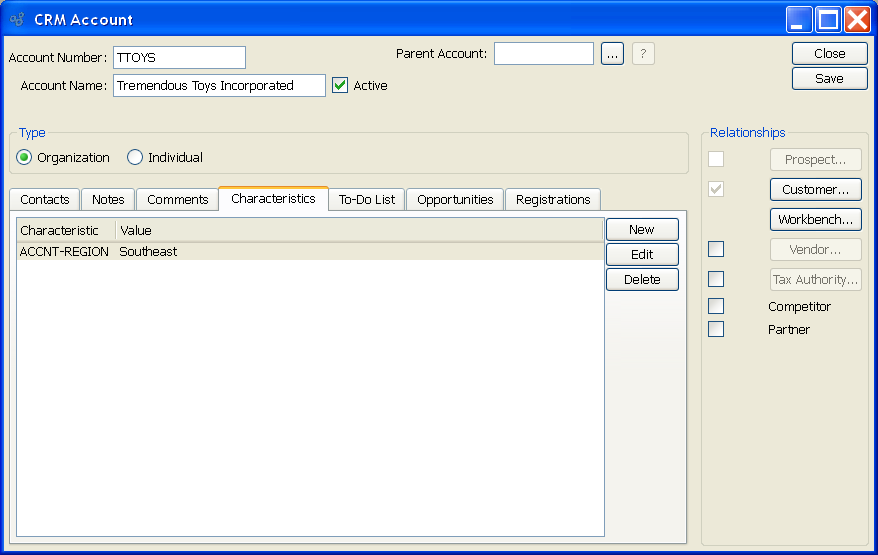 CRM Account
Account Number: TTOYS
Parent Account: ... ?
Close
Account Name: Tremendous Toys Incorporated Active
Save
Type
Organization Individual
Relationships
Prospect...
Customer...
Workbench...
Vendor...
Tax Authority...
Competitor
Partner
Contacts Notes Comments Characteristics To-Do List Opportunities Registrations
Characteristic Value
ACCNT-REGION Southeast
New
Edit
Delete